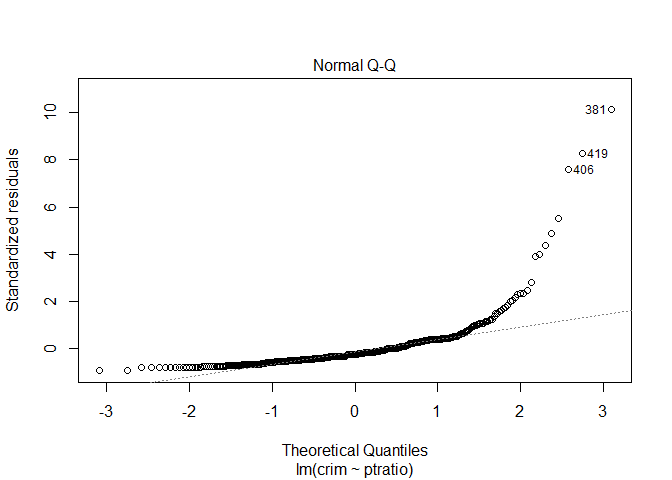 Normal Q-Q
Standardized residuals
10
8
6
4
2
0
381
419
406
-3 -2 -1 0 1 2 3
Theoretical Quantiles
lm(crim ~ ptratio)